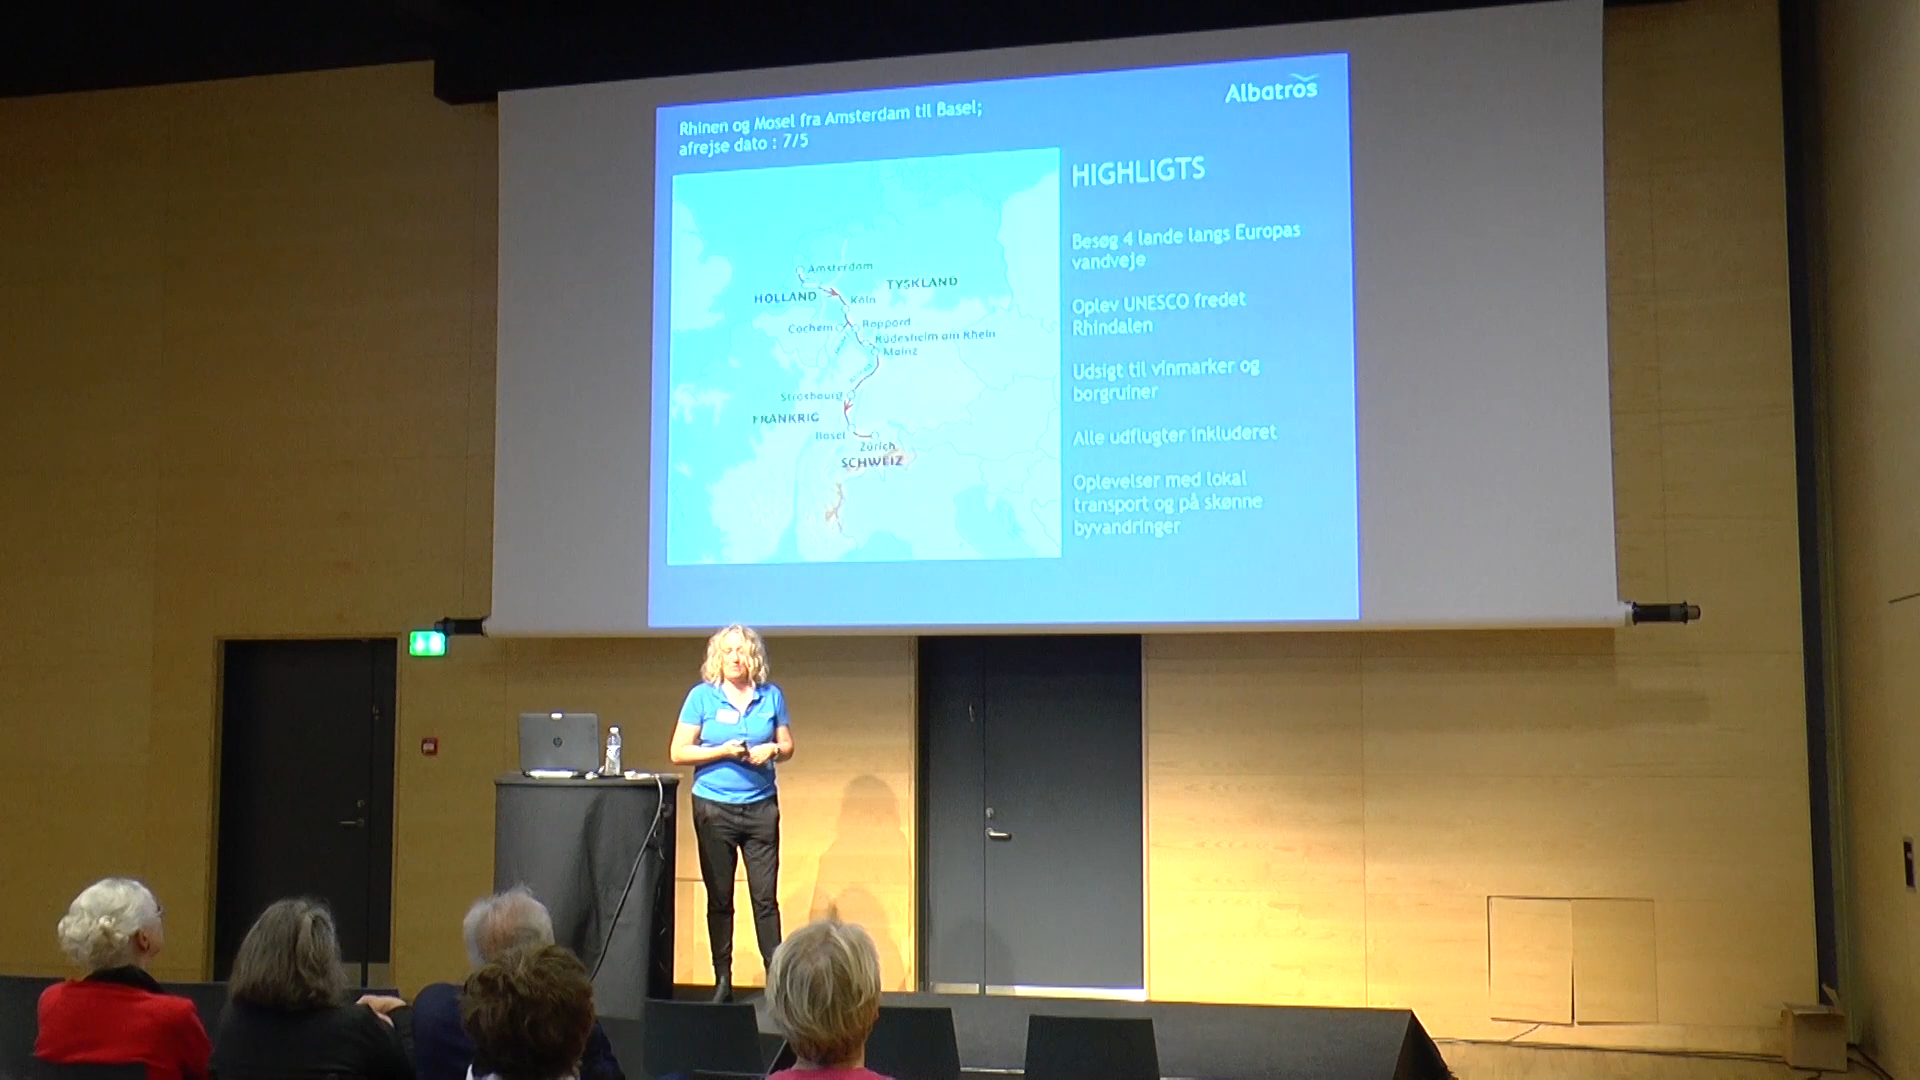 Albatros
Rhinen og Mosel fra Amsterdam til Basel;
afrejse dato : 7/5
HIGHLIGTS
Besøg 4 lande langs Europas
vandveje
Oplev UNESCO fredet
Rhindalen
Udsigt til vinmarker og
borgruiner
Alle udflugter inkluderet
Oplevelser med lokal
transport og på skønne
byvandringer
Amsterdam
TYSKLAND
HOLLAND
Köln
Cochem
Boppord
Rüdesheim am Rhein
Mainz
Strasbourg
FRANKRIG
Basel
Zürich
SCHWEIZ